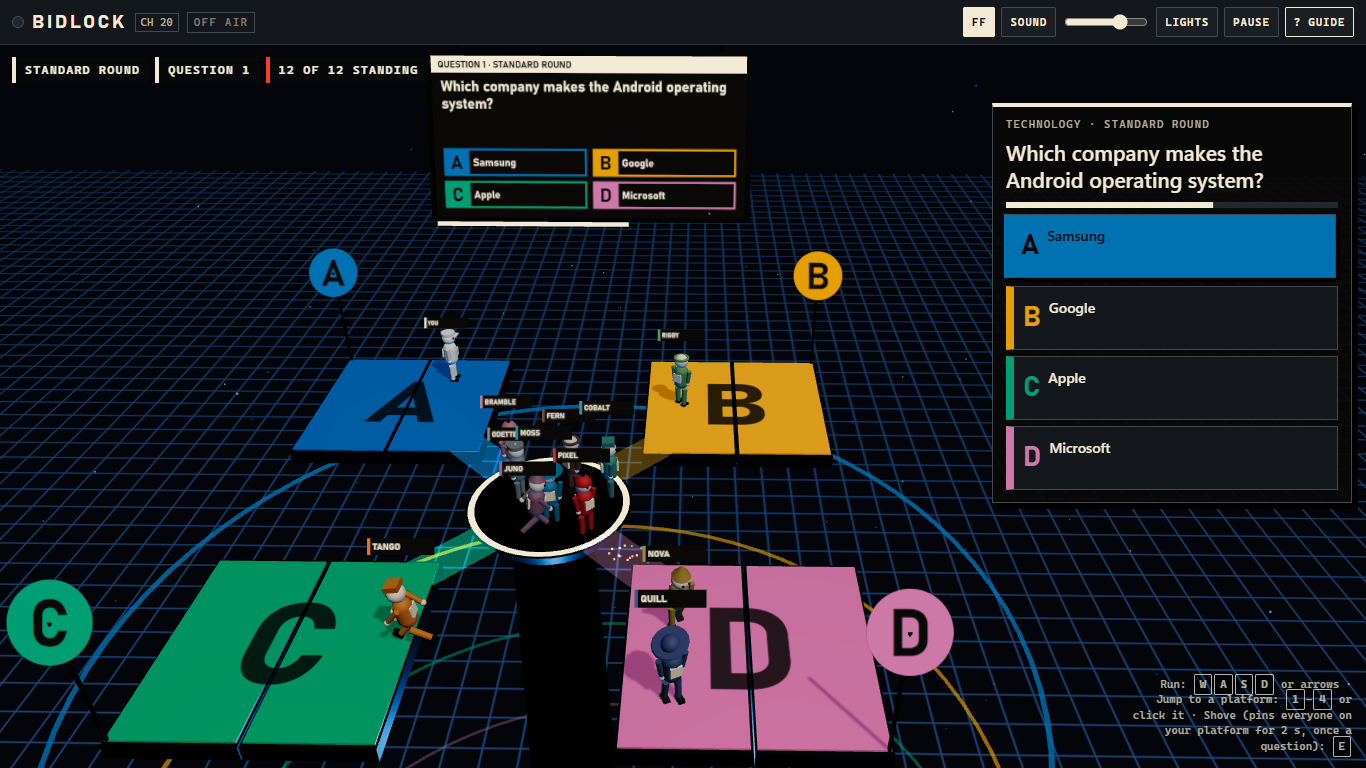 BIDLOCK CH 20 OFF AIR FF SOUND LIGHTS PAUSE ? GUIDE
STANDARD ROUND QUESTION 1 12 OF 12 STANDING
QUESTION 1 · STANDARD ROUND
Which company makes the Android operating
system?
A Samsung B Google
C Apple D Microsoft
TECHNOLOGY · STANDARD ROUND
Which company makes the
Android operating system?
A Samsung
B Google
C Apple
D Microsoft
A
B
YOU
RIGBY
A
B
BRAMBLE
FERN
COBALT
ODETTE
MOSS
PIXEL
JUNO
TANGO
NOVA
QUILL
C
C
D
D
Run: W A S D or arrows ·
Jump to a platform: 1 - 4 or
click it · Shove (pins everyone on
your platform for 2 s, once a
question): E